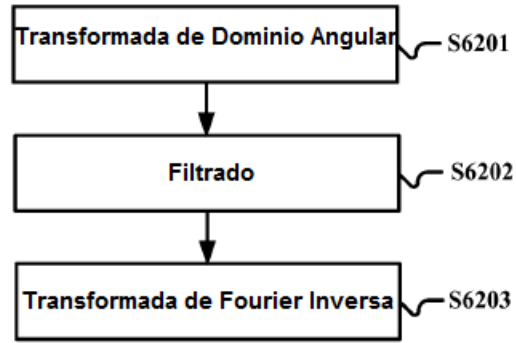 Transformada de Dominio Angular
S6201
Filtrado
S6202
Transformada de Fourier Inversa
S6203